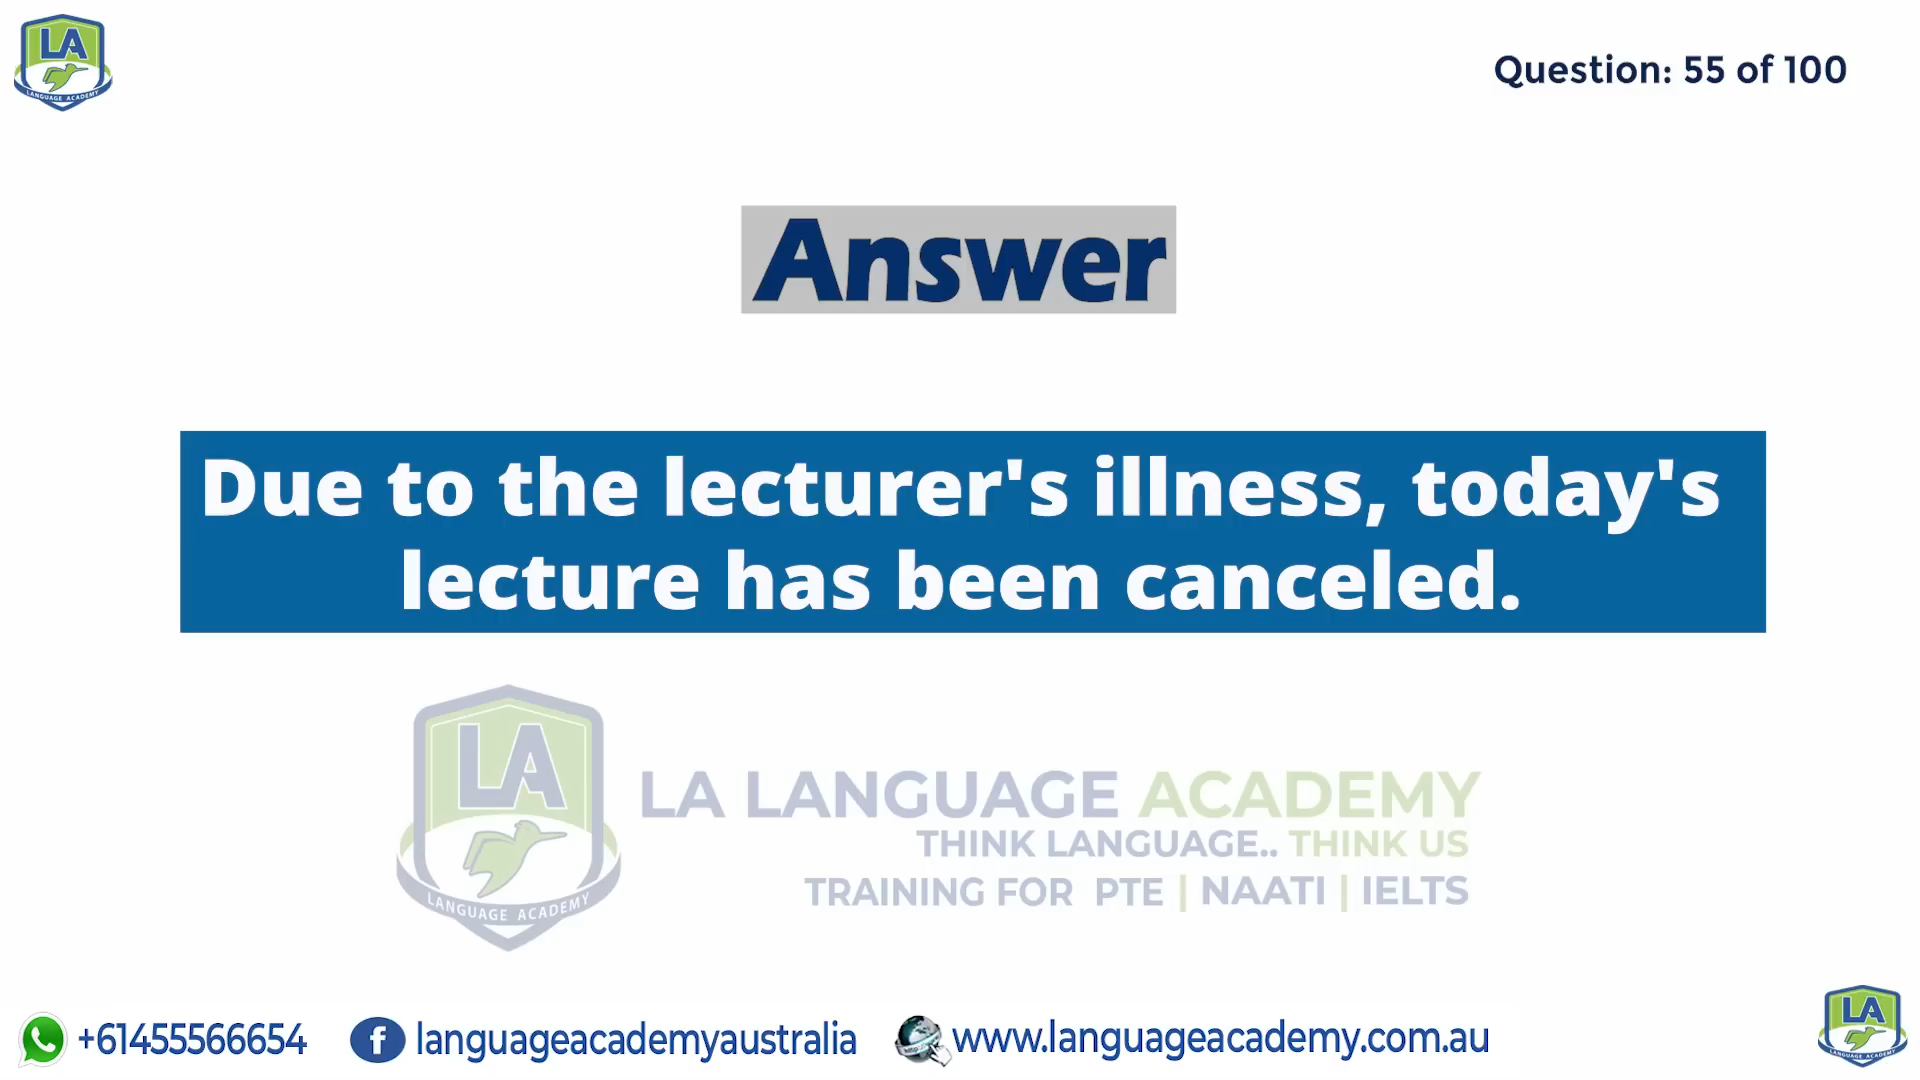 LA
LANGUAGE ACADEMY
Question: 55 of 100
Answer
Due to the lecturer's illness, today's
lecture has been canceled.
LA
LANGUAGE ACADEMY
LA LANGUAGE ACADEMY
THINK LANGUAGE.. THINK US
TRAINING FOR PTE | NAATI | IELTS
+61455566654 languageacademyaustralia www.languageacademy.com.au
LA
LANGUAGE ACADEMY